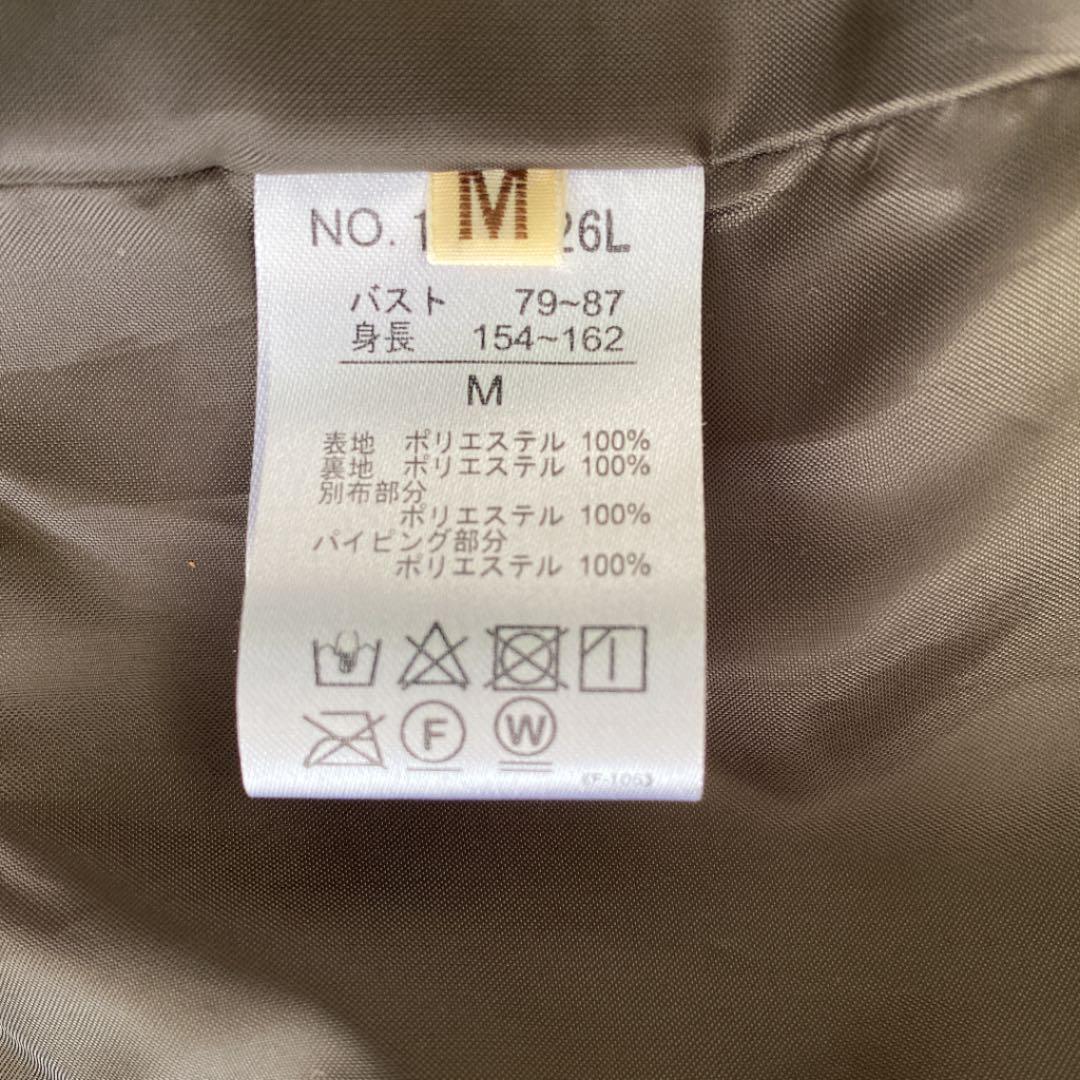 M
NO. 1 26L
バスト 79~87
身長 154~162
M
表地 ポリエステル 100%
裏地 ポリエステル 100%
別布部分
ポリエステル 100%
パイピング部分
ポリエステル 100%
F W